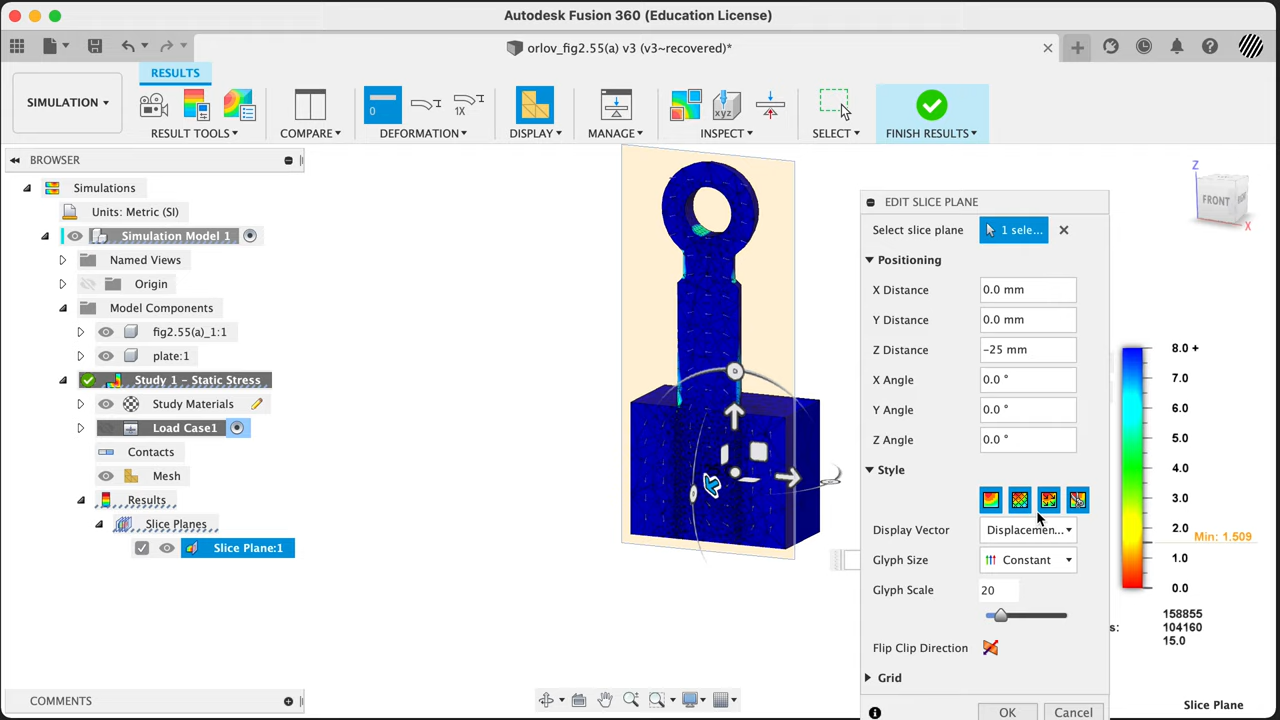 Autodesk Fusion 360 (Education License)
orlov_fig2.55(a) v3 (v3~recovered)*
RESULTS
SIMULATION
0
1X
xyz
RESULT TOOLS
COMPARE
DEFORMATION
DISPLAY
MANAGE
INSPECT
SELECT
FINISH RESULTS
BROWSER
Simulations
Units: Metric (SI)
Simulation Model 1
Named Views
Origin
Model Components
fig2.55(a)_1:1
plate:1
Study 1 - Static Stress
Study Materials
Load Case1
Contacts
Mesh
Results
Slice Planes
Slice Plane:1
COMMENTS
EDIT SLICE PLANE
Select slice plane
1 sele...
Positioning
X Distance
0.0 mm
Y Distance
0.0 mm
Z Distance
-25 mm
X Angle
0.0 °
Y Angle
0.0 °
Z Angle
0.0 °
Style
Display Vector
Displacemen...
Glyph Size
Constant
Glyph Scale
20
Flip Clip Direction
Grid
OK
Cancel
Z
FRONT
X
8.0 +
7.0
6.0
5.0
4.0
3.0
2.0
Min: 1.509
1.0
0.0
158855
s:
104160
15.0
Slice Plane